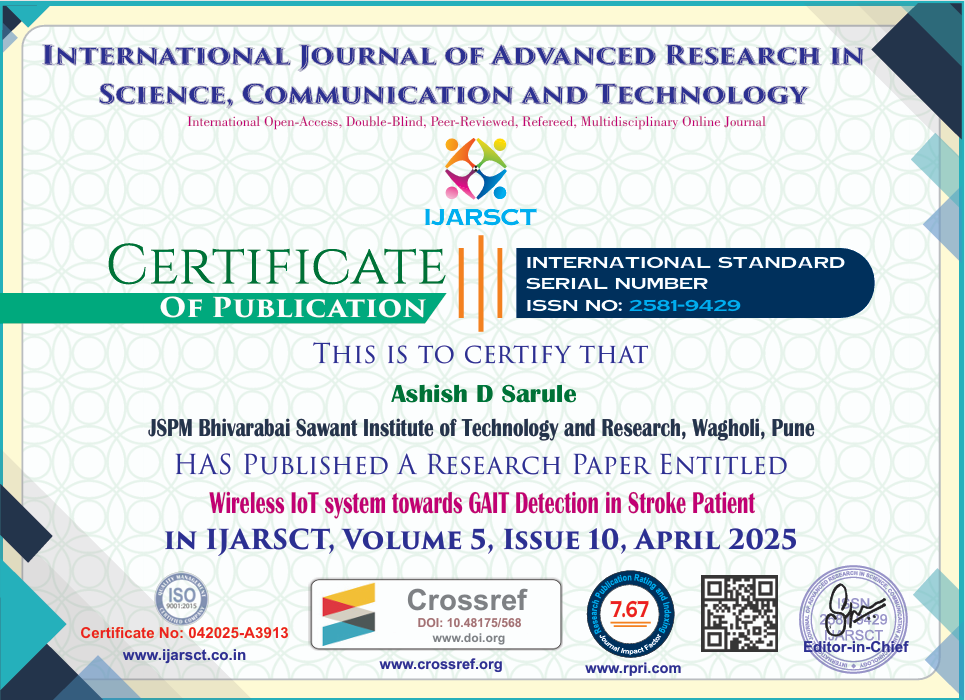 International Journal of Advanced Research in
Science, Communication and Technology
International Open-Access, Double-Blind, Peer-Reviewed, Refereed, Multidisciplinary Online Journal
IJARSCT
Certificate
Of Publication
INTERNATIONAL STANDARD
SERIAL NUMBER
ISSN NO: 2581-9429
This is to certify that
Ashish D Sarule
JSPM Bhivarabai Sawant Institute of Technology and Research, Wagholi, Pune
HAS Published A Research Paper Entitled
Wireless IoT system towards GAIT Detection in Stroke Patient
in IJARSCT, Volume 5, Issue 10, April 2025
QUALITY MANAGEMENT
ISO
9001:2015
CERTIFIED COMPANY
Certificate No: 042025-A3913
www.ijarsct.co.in
Crossref
DOI: 10.48175/568
www.doi.org
www.crossref.org
Research Publication Rating and Indexing
7.67
Journal Impact Factor
www.rpri.com
ISSN
2581-9429
IJARSCT
Editor-in-Chief